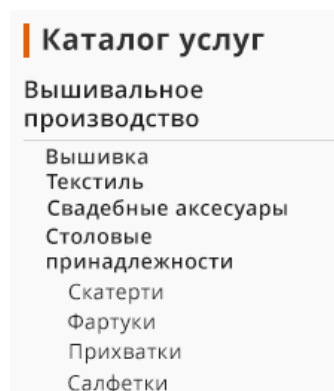 Каталог услуг
Вышивальное
производство
Вышивка
Текстиль
Свадебные аксесуары
Столовые
принадлежности
Скатерти
Фартуки
Прихватки
Салфетки